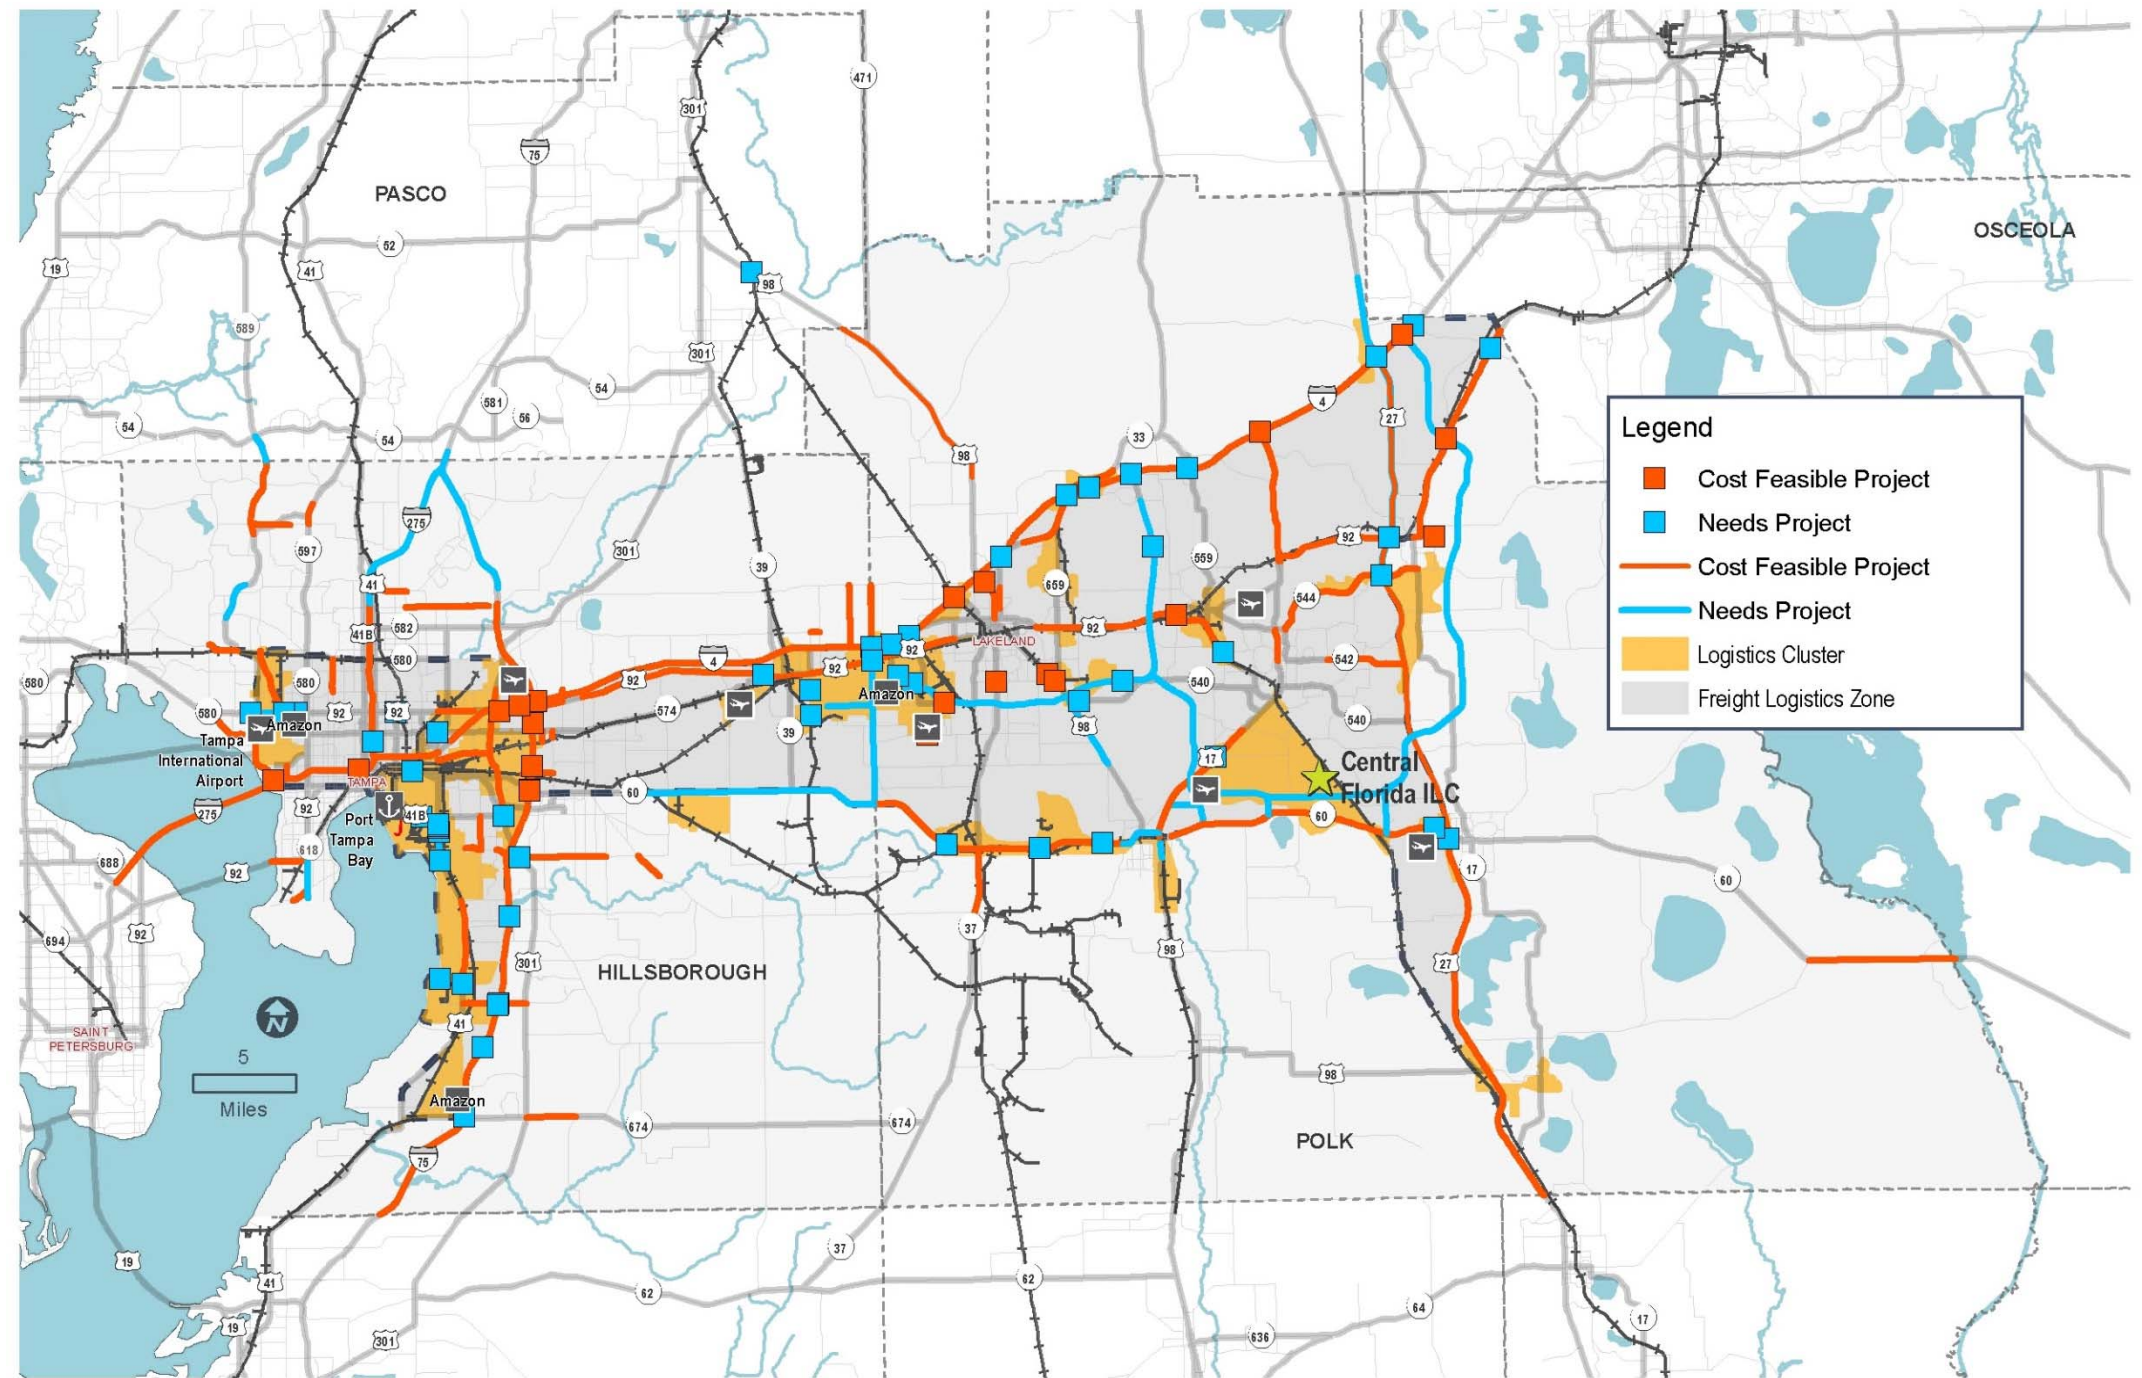 471
301
75
PASCO
OSCEOLA
52
41
19
98
589
301
54
581
56
54
54
4
27
33
98
Legend
Cost Feasible Project
Needs Project
Cost Feasible Project
Needs Project
Logistics Cluster
Freight Logistics Zone
275
597
301
39
92
559
659
544
41
41B
582
580
92
LAKELAND
92
4
92
92
542
580
580
580
92
92
574
Amazon
540
540
39
98
Amazon
Tampa
International
Airport
TAMPA
17
Central
Florida ILC
60
60
275
92
41B
Port
Tampa
Bay
618
688
92
17
60
694
92
37
98
27
301
HILLSBOROUGH
N
41
SAINT
PETERSBURG
5
Miles
98
Amazon
674
674
POLK
75
37
19
41
62
62
64
19
301
636
17